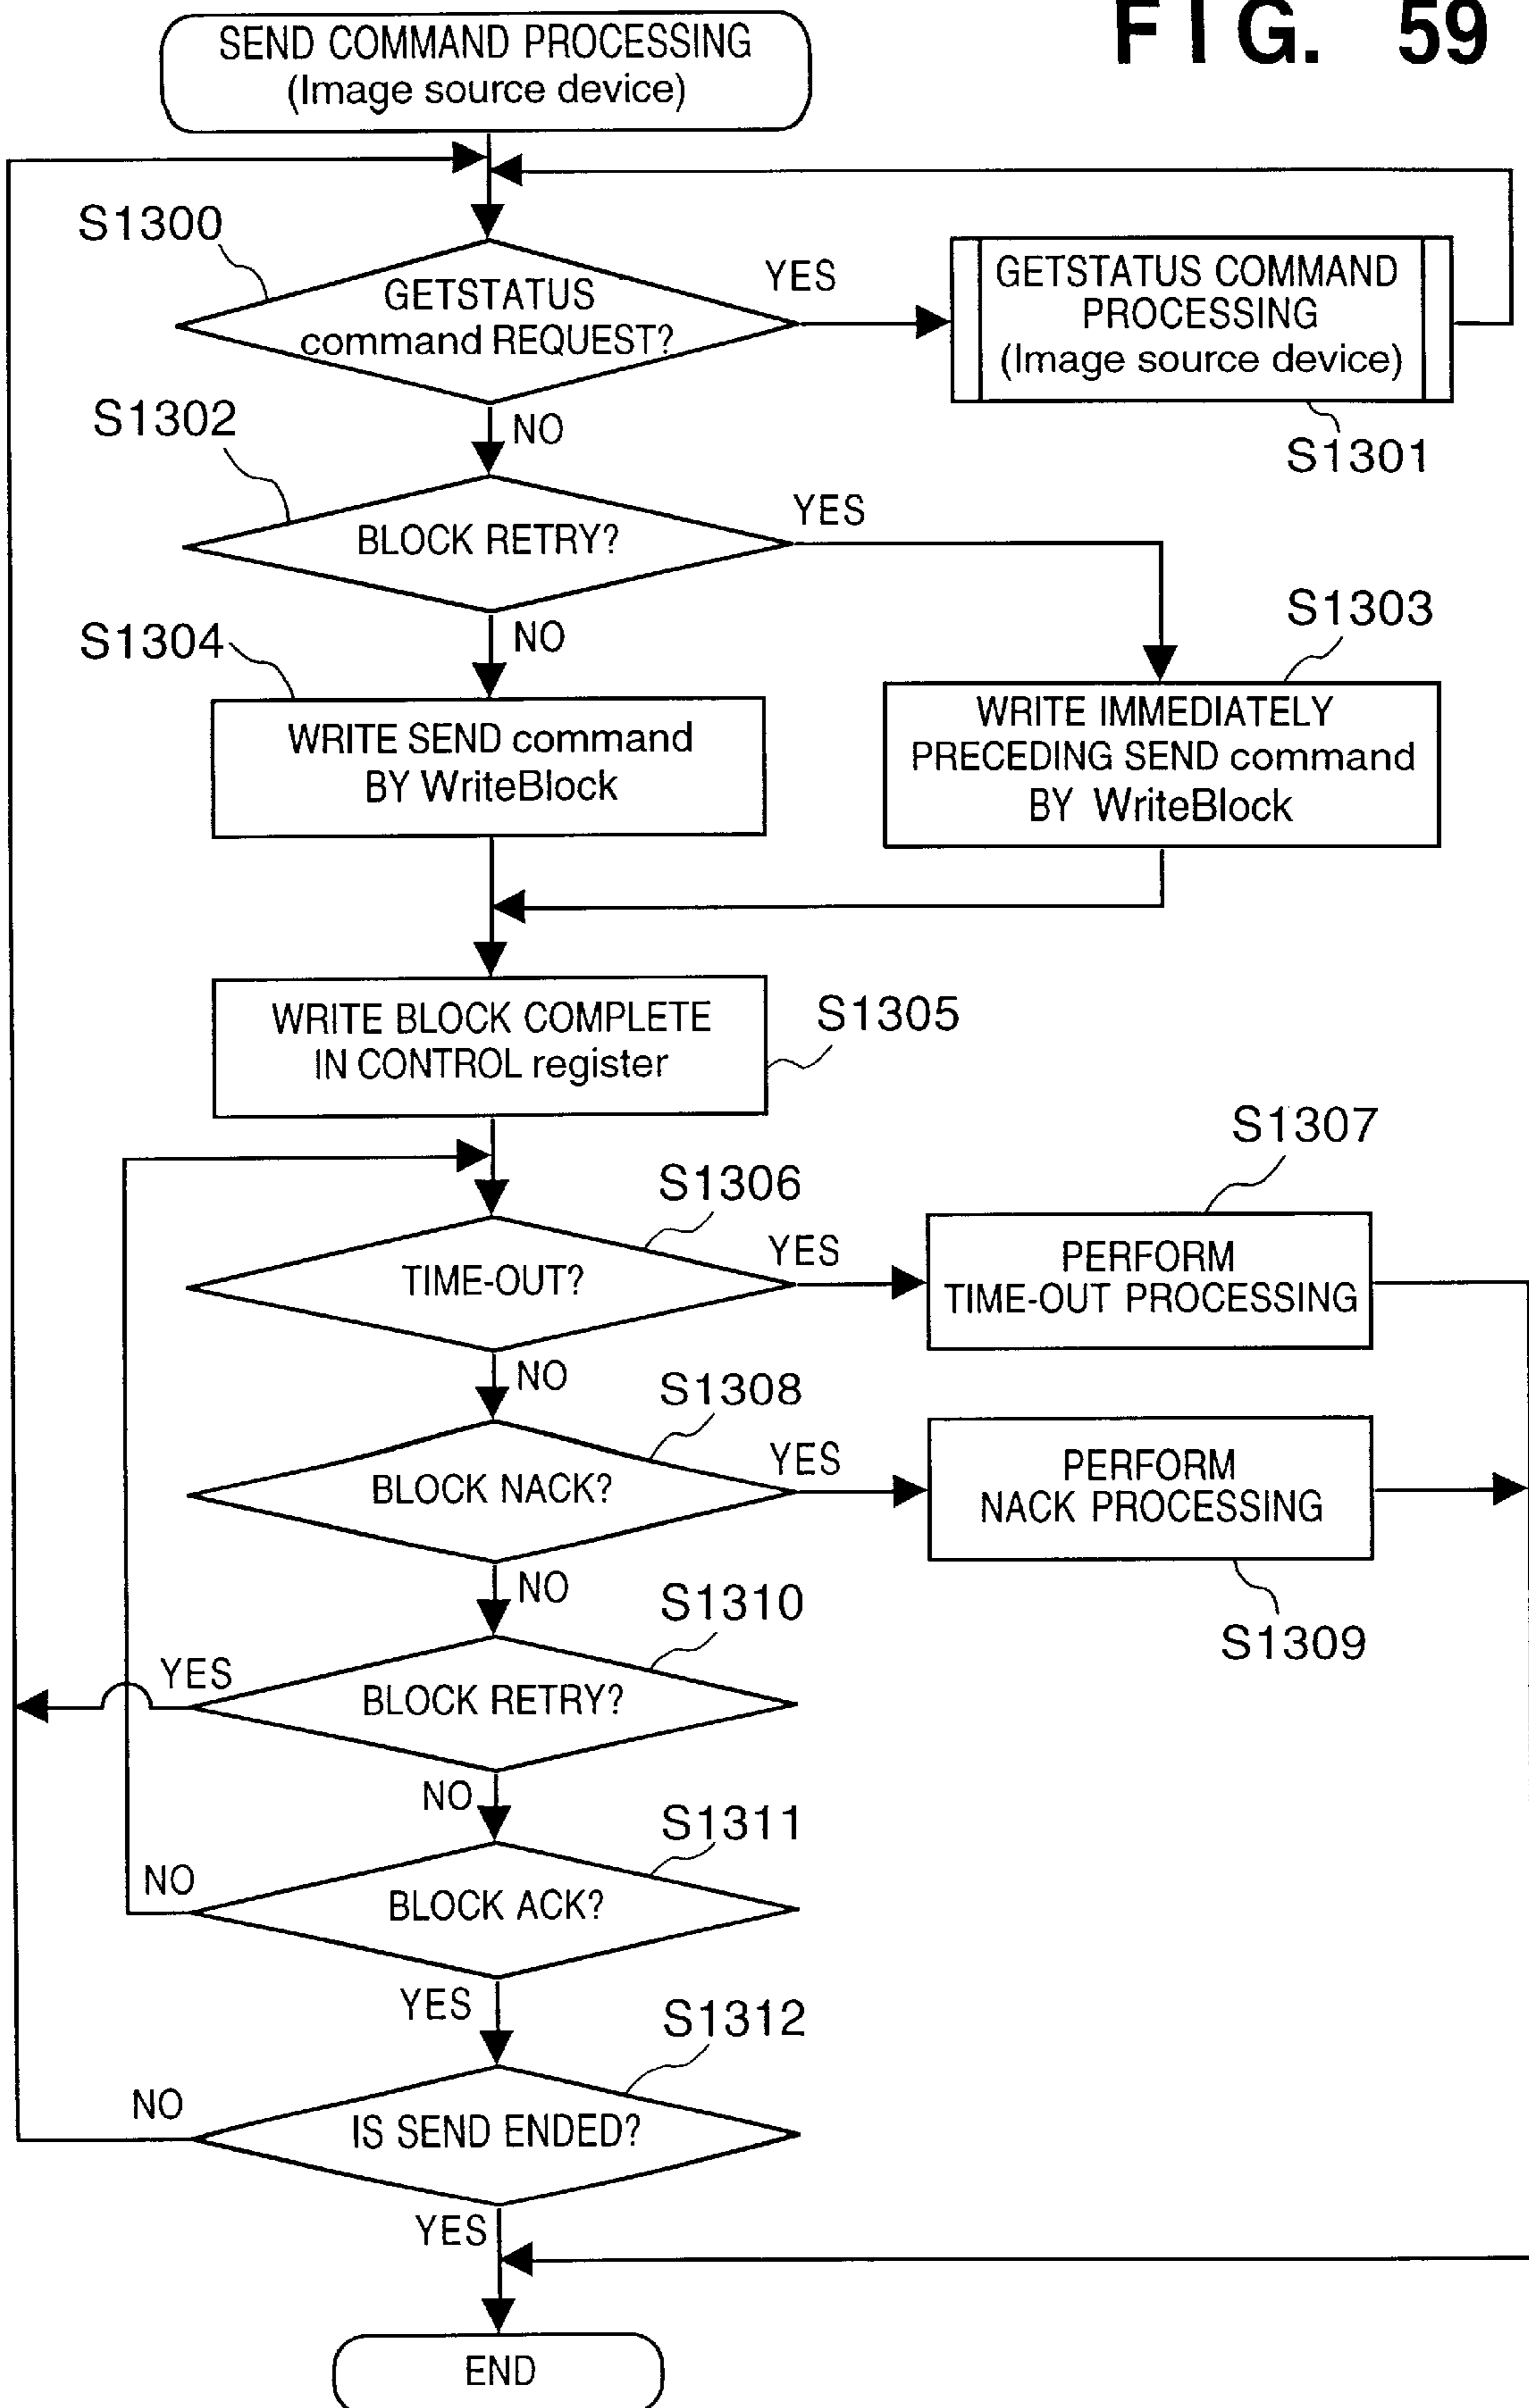 FIG. 59
SEND COMMAND PROCESSING
(Image source device)
S1300
GETSTATUS
command REQUEST?
YES
GETSTATUS COMMAND
PROCESSING
(Image source device)
S1301
NO
S1302
BLOCK RETRY?
YES
S1303
WRITE IMMEDIATELY
PRECEDING SEND command
BY WriteBlock
NO
S1304
WRITE SEND command
BY WriteBlock
WRITE BLOCK COMPLETE
IN CONTROL register
S1305
S1306
TIME-OUT?
YES
S1307
PERFORM
TIME-OUT PROCESSING
NO
S1308
BLOCK NACK?
YES
PERFORM
NACK PROCESSING
S1309
NO
S1310
YES
BLOCK RETRY?
NO
S1311
NO
BLOCK ACK?
YES
S1312
NO
IS SEND ENDED?
YES
END